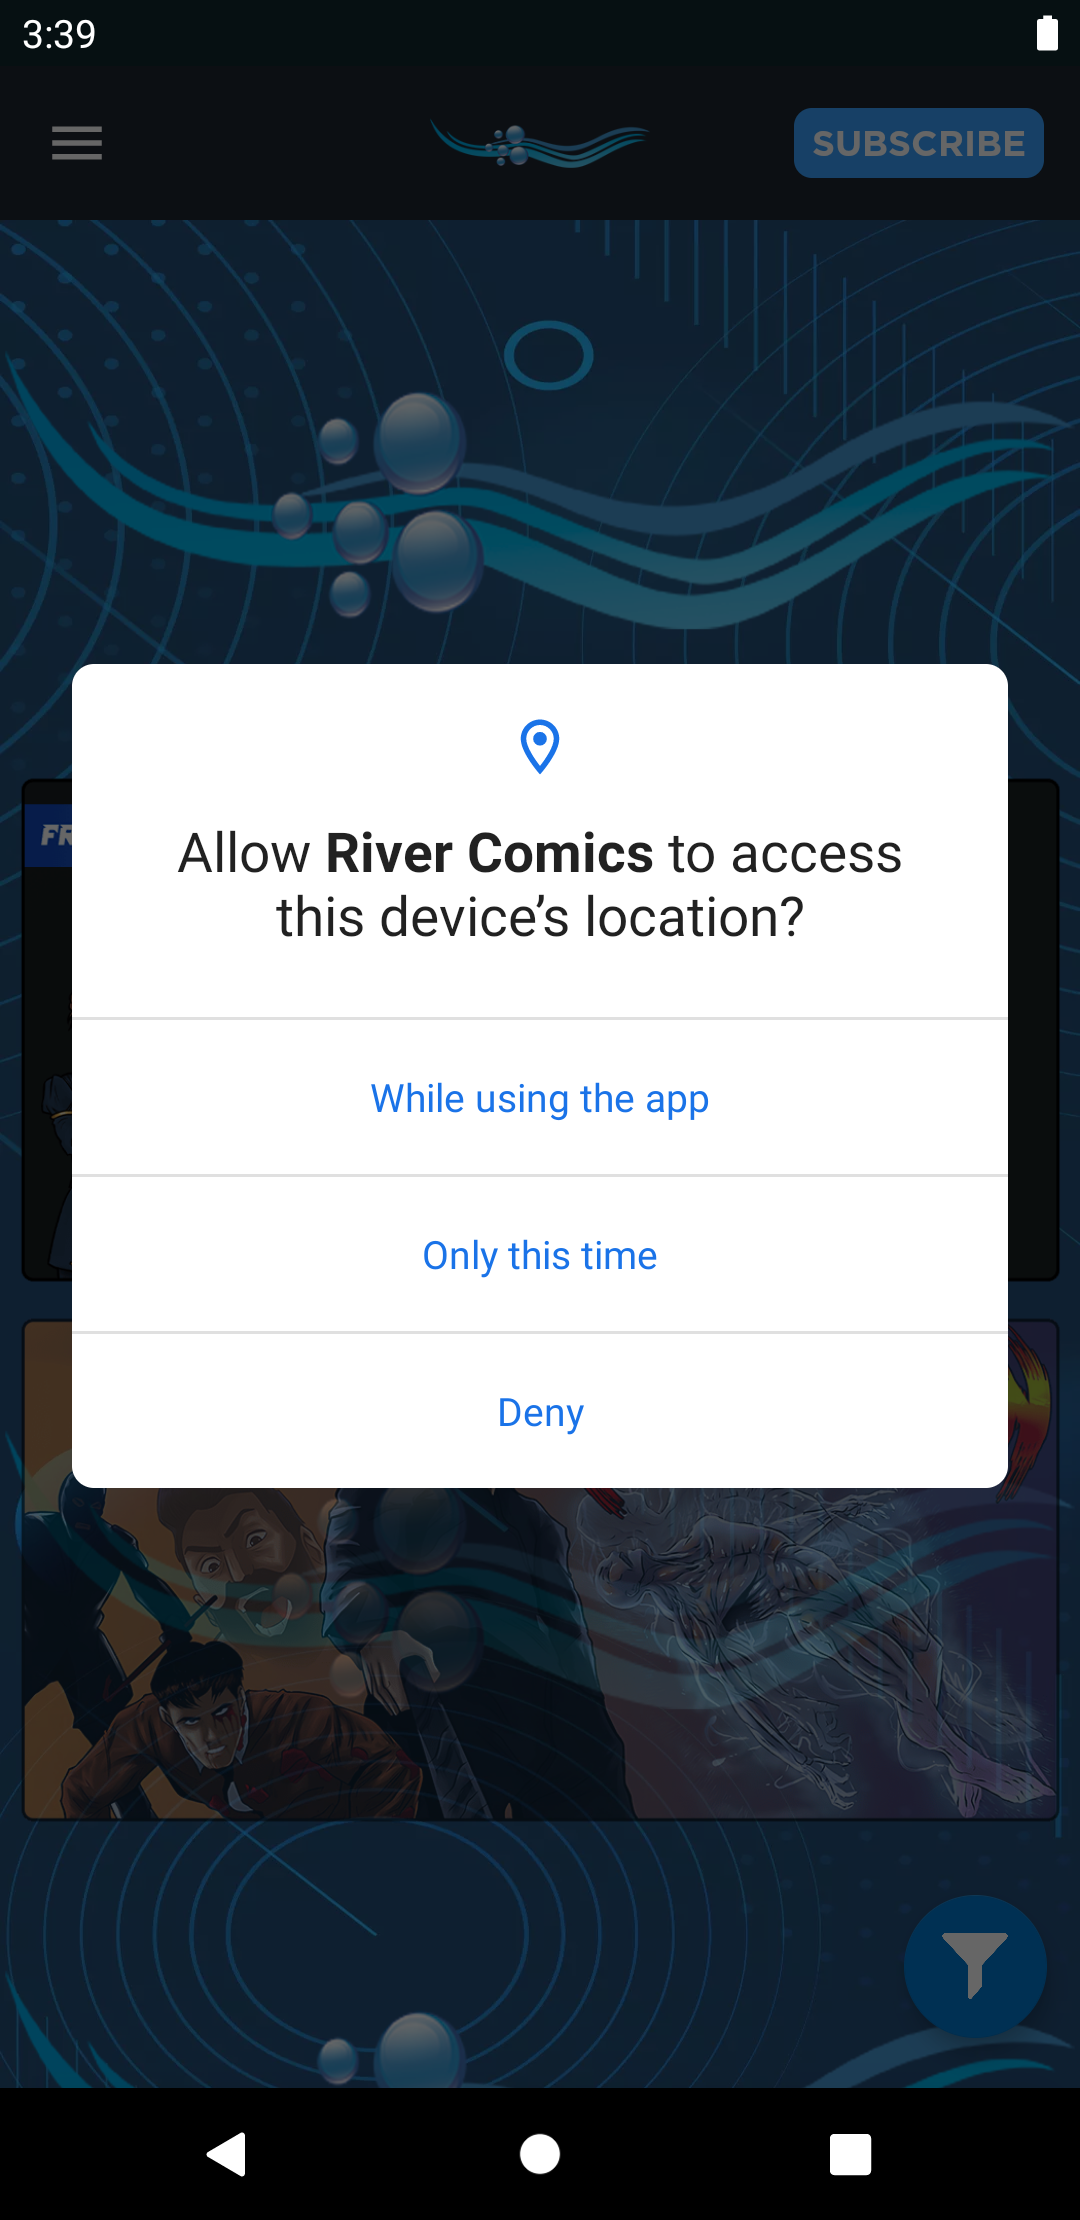 3:39
SUBSCRIBE
Allow River Comics to access
this device’s location?
While using the app
Only this time
Deny